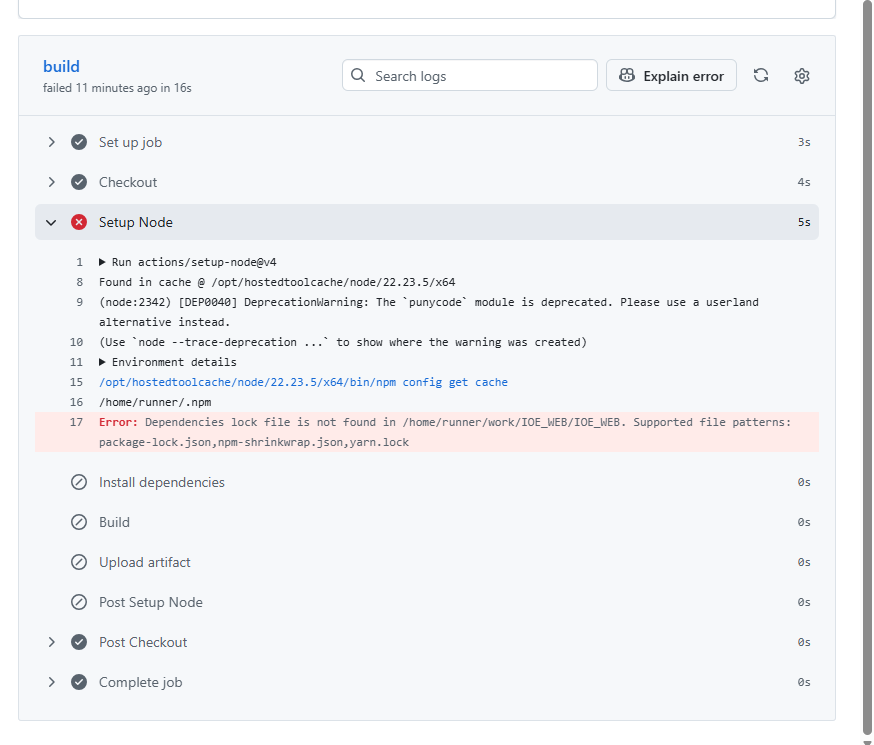 build
failed 11 minutes ago in 16s
Search logs
Explain error
Set up job 3s
Checkout 4s
Setup Node 5s
1 Run actions/setup-node@v4
8 Found in cache @ /opt/hostedtoolcache/node/22.23.5/x64
9 (node:2342) [DEP0040] DeprecationWarning: The `punycode` module is deprecated. Please use a userland
alternative instead.
10 (Use `node --trace-deprecation ...` to show where the warning was created)
11 Environment details
15 /opt/hostedtoolcache/node/22.23.5/x64/bin/npm config get cache
16 /home/runner/.npm
17 Error: Dependencies lock file is not found in /home/runner/work/IOE_WEB/IOE_WEB. Supported file patterns:
package-lock.json,npm-shrinkwrap.json,yarn.lock
Install dependencies 0s
Build 0s
Upload artifact 0s
Post Setup Node 0s
Post Checkout 0s
Complete job 0s